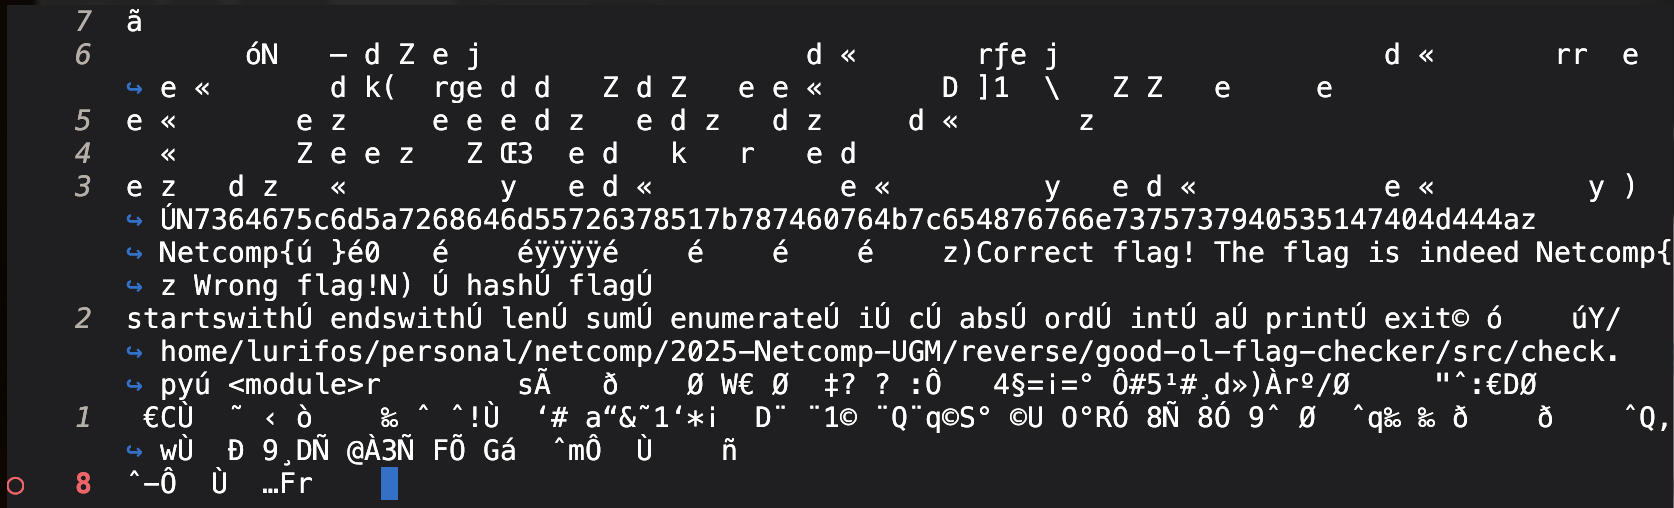 7 ã
6 óN – d Z e j d « rƒe j d « rr e
↪ e « d k( rge d d Z d Z e e « D ]1 \ Z Z e e
5 e « e z e e e d z e d z d z d « z
4 « Z e e z Z Œ3 e d k r e d
3 e z d z « y e d « e « y e d « e « y )
↪ ÚN7364675c6d5a7268646d55726378517b787460764b7c654876766e7375737940535147404d444az
↪ Netcomp{ú }é0 é éÿÿÿÿé é é é z)Correct flag! The flag is indeed Netcomp{
↪ z Wrong flag!N) Ú hashÚ flagÚ
2 startswithÚ endswithÚ lenÚ sumÚ enumerateÚ iÚ cÚ absÚ ordÚ intÚ aÚ printÚ exit© ó úY/
↪ home/lurifos/personal/netcomp/2025-Netcomp-UGM/reverse/good-ol-flag-checker/src/check.
↪ pyú <module>r sÃ ð Ø W€ Ø ‡? ? :Ô 4§=¡=° Ô#5¹#¸d»)Àrº/Ø "ˆ:€DØ
1 €CÙ ˜ ‹ ò ‰ ˆ ˆ!Ù ‘# a“&˜1‘*¡ D¨ ¨1© ¨Q¨q©S° ©U O°RÓ 8Ñ 8Ó 9ˆ Ø ˆq‰ ‰ ð ð ˆQ,
↪ wÙ Ð 9¸DÑ @À3Ñ FÕ Gá ˆmÔ Ù ñ
8 ˆ–Ô Ù …Fr